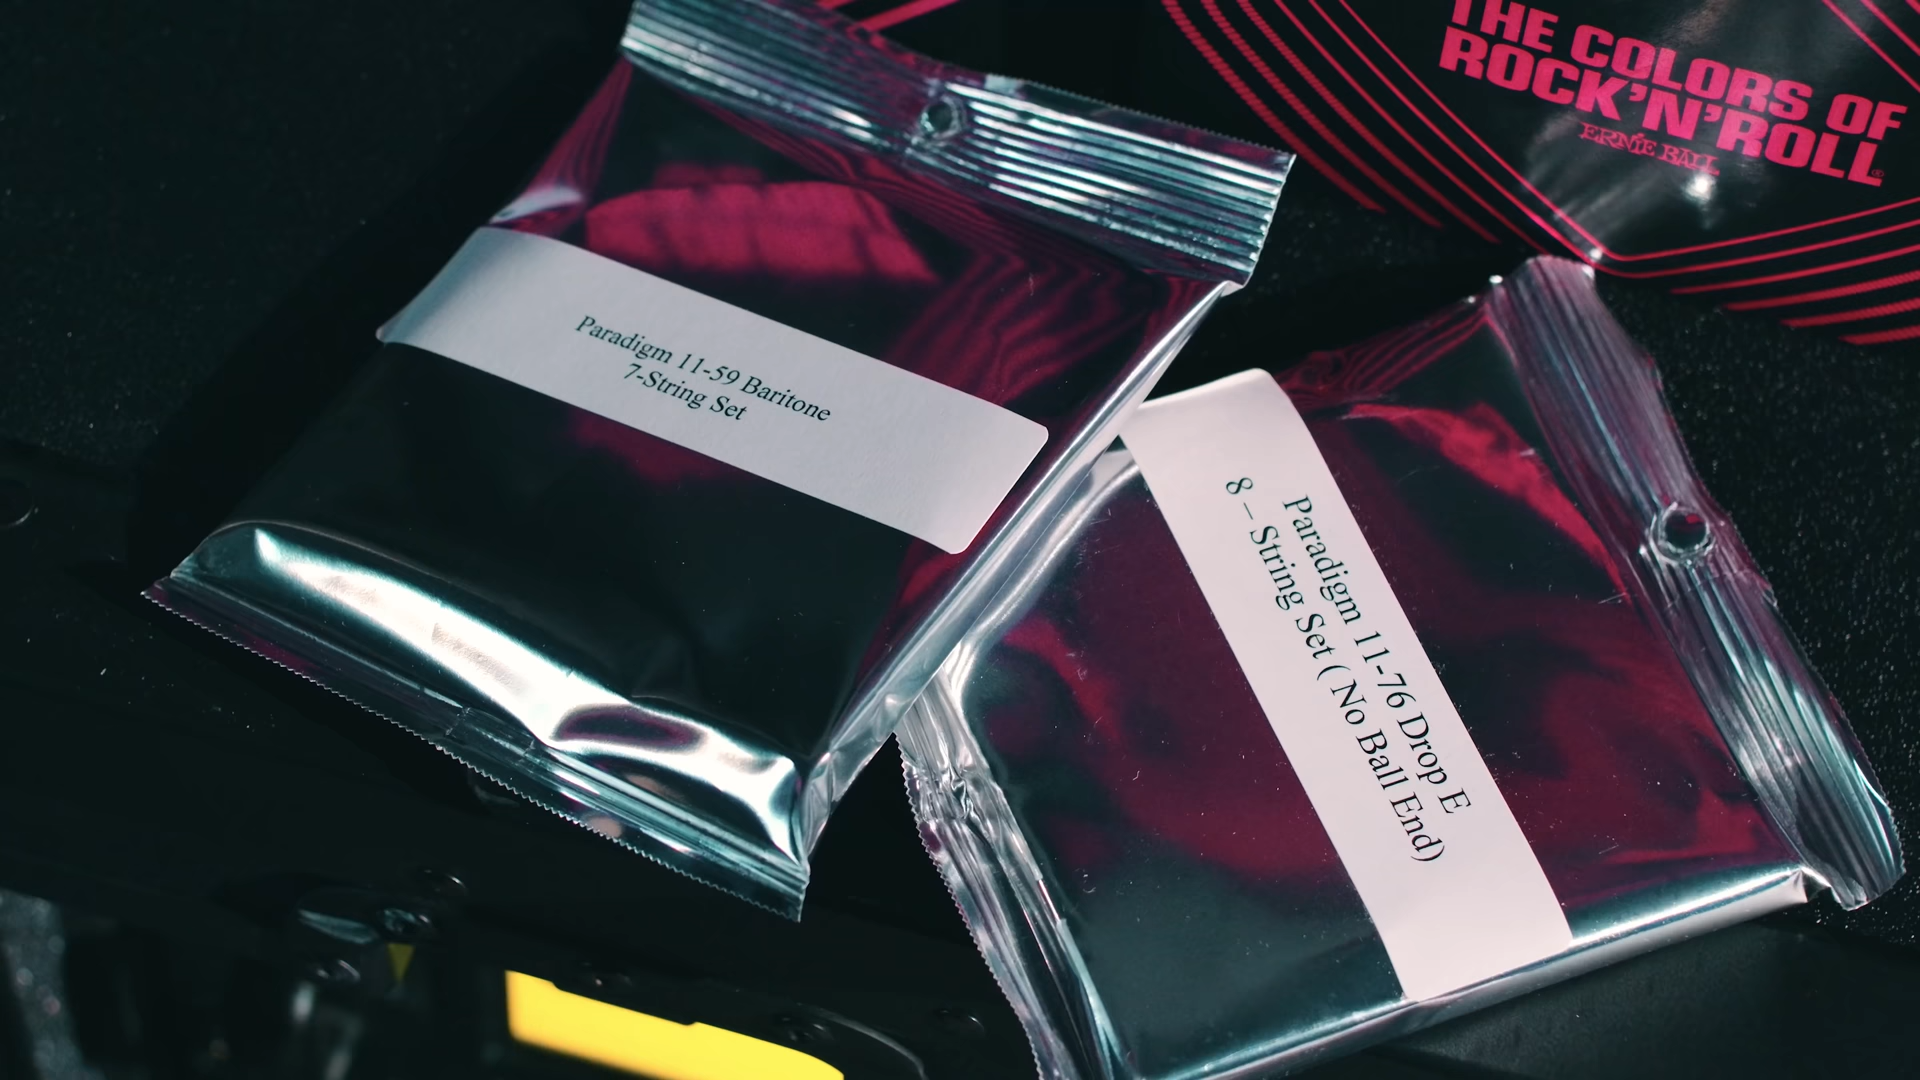 THE COLORS OF
ROCK'N'ROLL
ERNIE BALL
Paradigm 11-59 Baritone
7-String Set
Paradigm 11-76 Drop E
8 – String Set ( No Ball End)